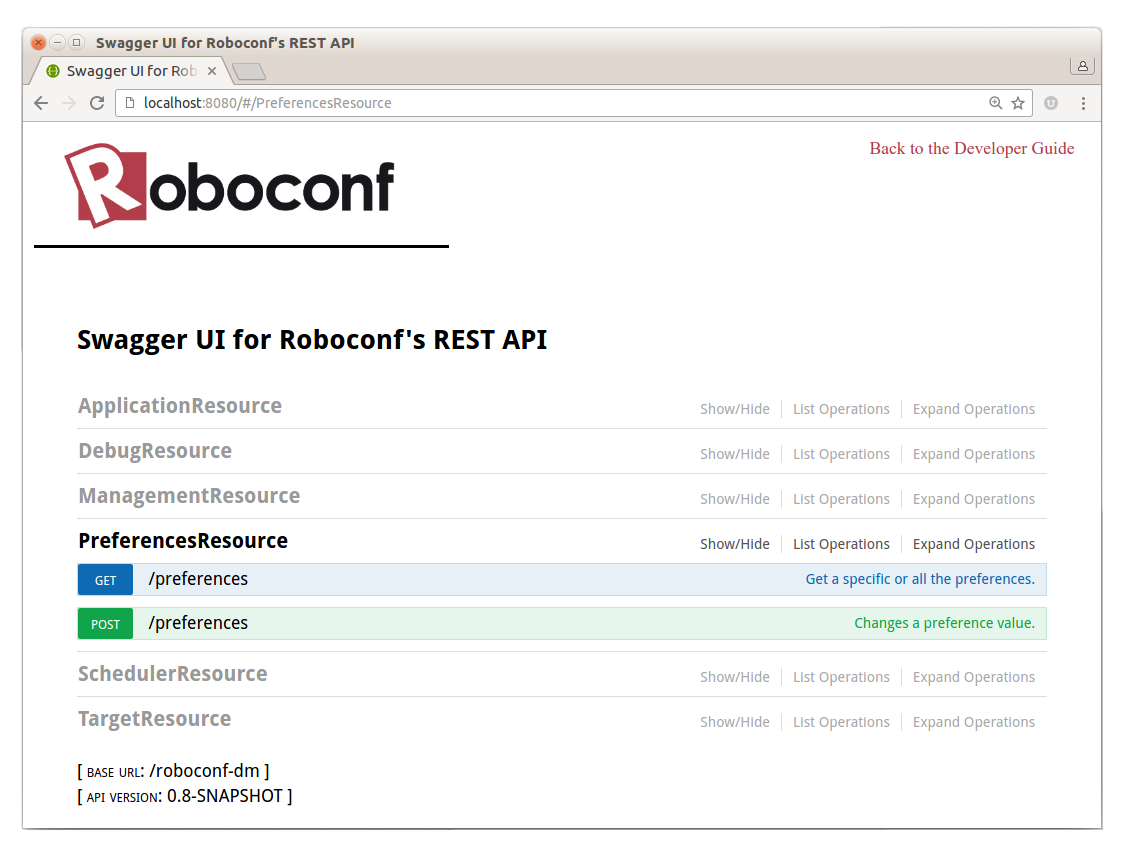 Swagger UI for Roboconf's REST API
Swagger UI for Rob
localhost:8080/#/PreferencesResource
Roboconf
Back to the Developer Guide
Swagger UI for Roboconf's REST API
ApplicationResource Show/Hide List Operations Expand Operations
DebugResource Show/Hide List Operations Expand Operations
ManagementResource Show/Hide List Operations Expand Operations
PreferencesResource Show/Hide List Operations Expand Operations
GET /preferences Get a specific or all the preferences.
POST /preferences Changes a preference value.
SchedulerResource Show/Hide List Operations Expand Operations
TargetResource Show/Hide List Operations Expand Operations
[ BASE URL: /roboconf-dm ]
[ API VERSION: 0.8-SNAPSHOT ]